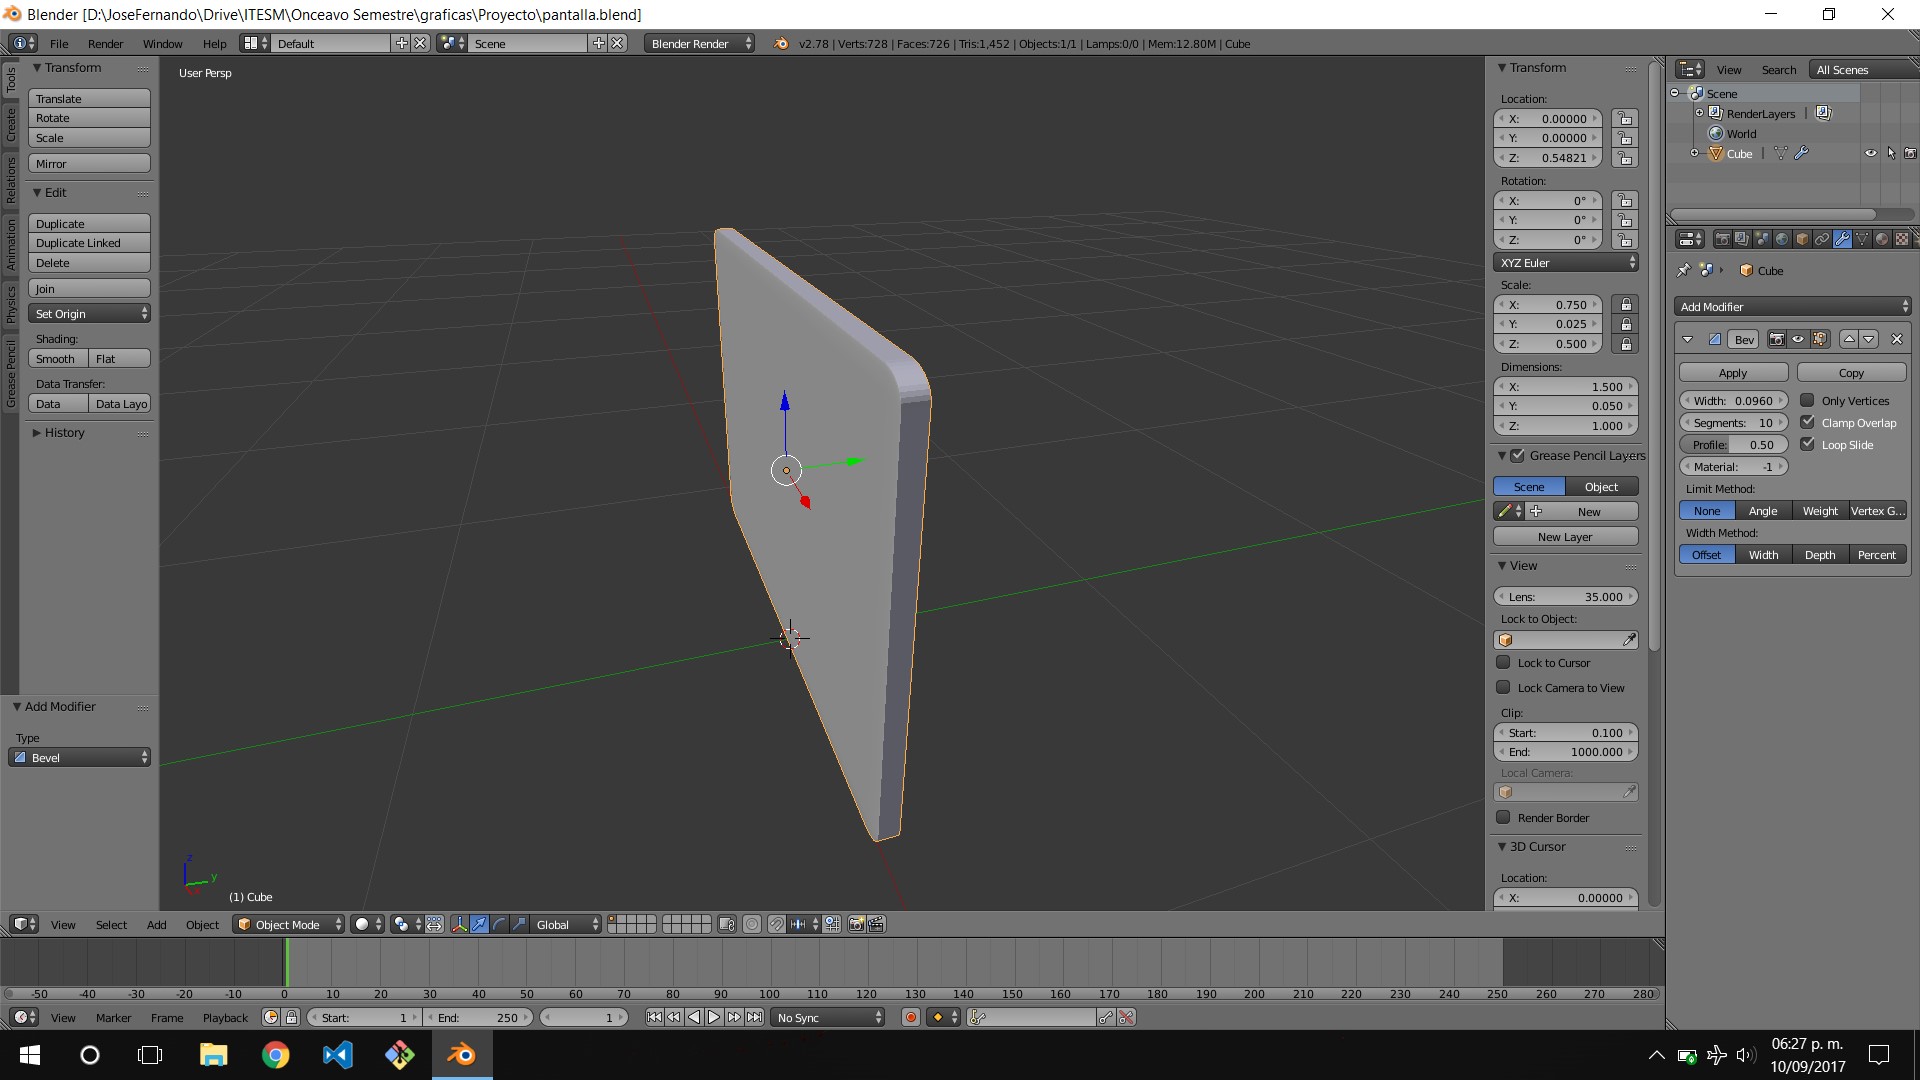 Blender [D:\JoseFernando\Drive\ITESM\Onceavo Semestre\graficas\Proyecto\pantalla.blend]
File Render Window Help Default Scene Blender Render v2.78 | Verts:728 | Faces:726 | Tris:1,452 | Objects:1/1 | Lamps:0/0 | Mem:12.80M | Cube
Tools
Create
Relations
Animation
Physics
Grease Pencil
Transform
Translate
Rotate
Scale
Mirror
Edit
Duplicate
Duplicate Linked
Delete
Join
Set Origin
Shading:
Smooth Flat
Data Transfer:
Data Data Layo
History
Add Modifier
Type
Bevel
User Persp
z
y
(1) Cube
Transform
Location:
X: 0.00000
Y: 0.00000
Z: 0.54821
Rotation:
X: 0°
Y: 0°
Z: 0°
XYZ Euler
Scale:
X: 0.750
Y: 0.025
Z: 0.500
Dimensions:
X: 1.500
Y: 0.050
Z: 1.000
Grease Pencil Layers
Scene Object
New
New Layer
View
Lens: 35.000
Lock to Object:
Lock to Cursor
Lock Camera to View
Clip:
Start: 0.100
End: 1000.000
Local Camera:
Render Border
3D Cursor
Location:
X: 0.00000
View Search All Scenes
Scene
RenderLayers |
World
Cube |
Cube
Add Modifier
Bev
Apply Copy
Width: 0.0960 Only Vertices
Segments: 10 Clamp Overlap
Profile: 0.50 Loop Slide
Material: -1
Limit Method:
None Angle Weight Vertex G...
Width Method:
Offset Width Depth Percent
View Select Add Object Object Mode Global
-50 -40 -30 -20 -10 0 10 20 30 40 50 60 70 80 90 100 110 120 130 140 150 160 170 180 190 200 210 220 230 240 250 260 270 280
View Marker Frame Playback Start: 1 End: 250 1 No Sync
06:27 p. m.
10/09/2017